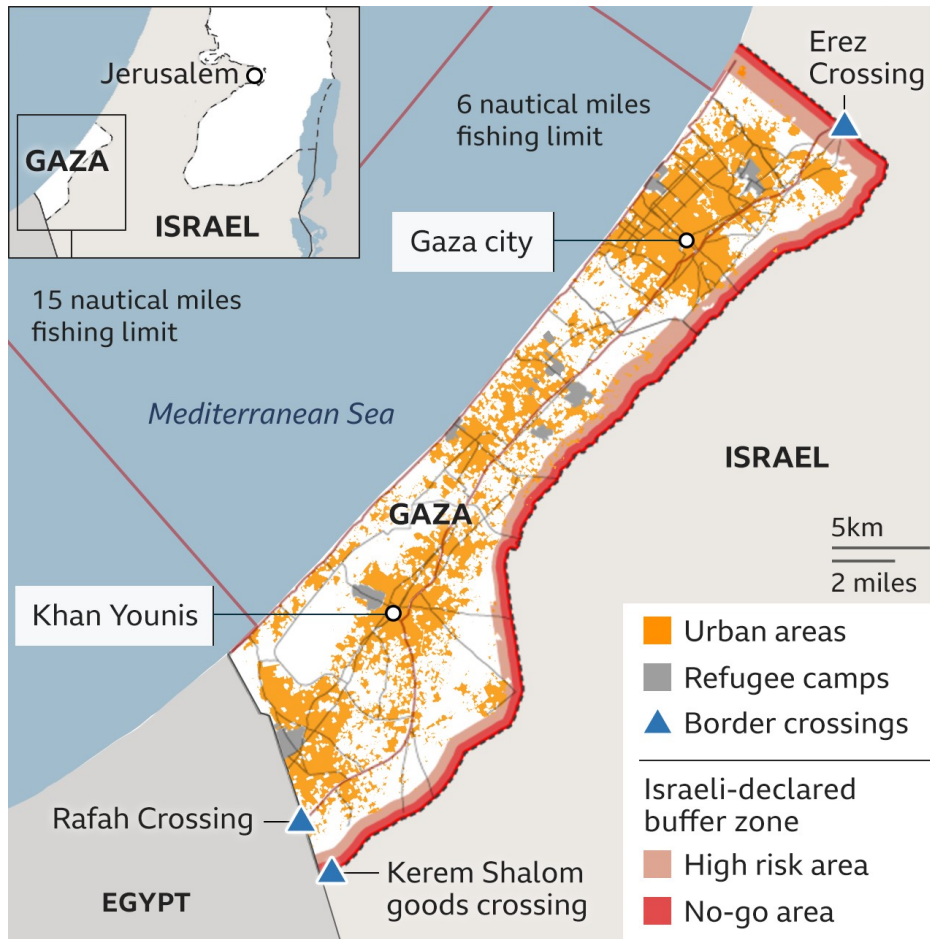 Jerusalem
GAZA
ISRAEL
Erez
Crossing
6 nautical miles
fishing limit
Gaza city
15 nautical miles
fishing limit
Mediterranean Sea
ISRAEL
GAZA
5km
2 miles
Khan Younis
Urban areas
Refugee camps
Border crossings
Israeli-declared
buffer zone
High risk area
No-go area
Rafah Crossing
Kerem Shalom
goods crossing
EGYPT